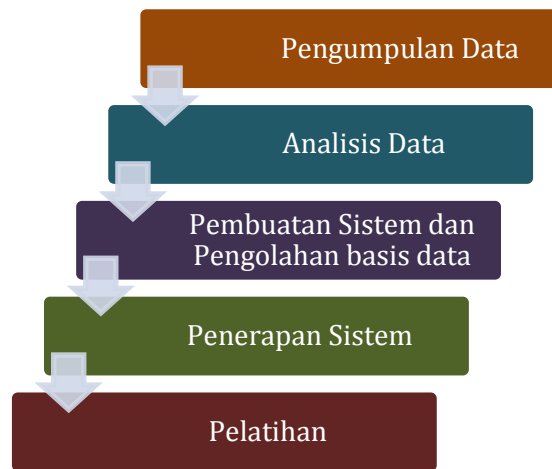 Pengumpulan Data
Analisis Data
Pembuatan Sistem dan
Pengolahan basis data
Penerapan Sistem
Pelatihan